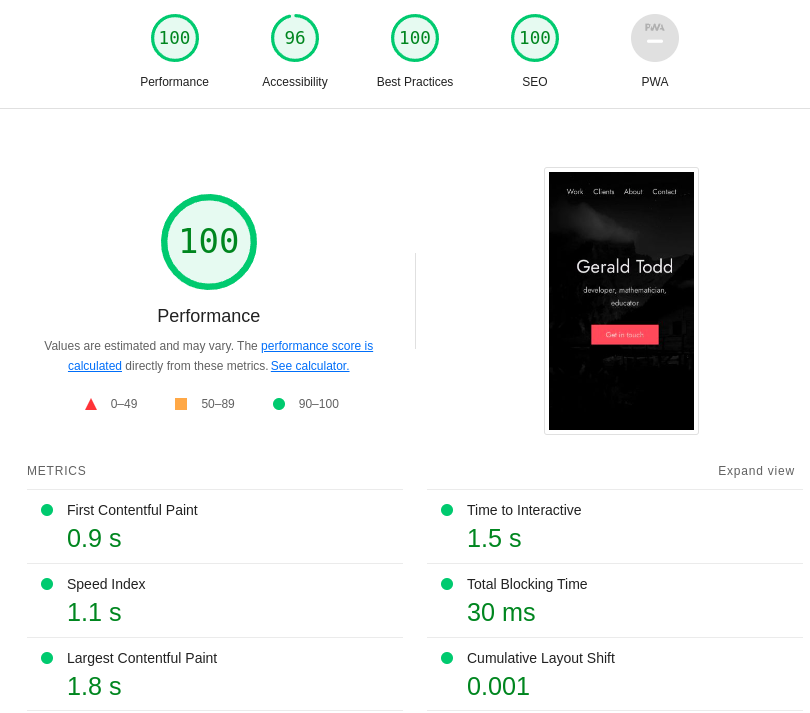 100 96 100 100 PWA
Performance Accessibility Best Practices SEO PWA
100
Performance
Values are estimated and may vary. The performance score is
calculated directly from these metrics. See calculator.
0–49 50–89 90–100
Work Clients About Contact
Gerald Todd
developer, mathematician,
educator
Get in touch
METRICS Expand view
First Contentful Paint
0.9 s
Time to Interactive
1.5 s
Speed Index
1.1 s
Total Blocking Time
30 ms
Largest Contentful Paint
1.8 s
Cumulative Layout Shift
0.001